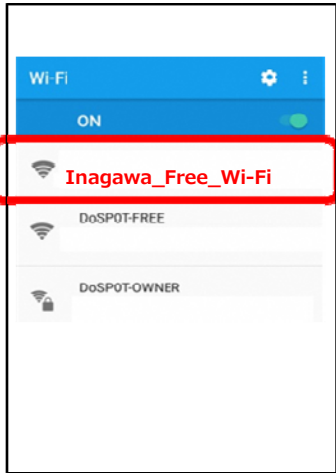 Wi-Fi
ON
Inagawa_Free_Wi-Fi
DoSPOT-FREE
DoSPOT-OWNER